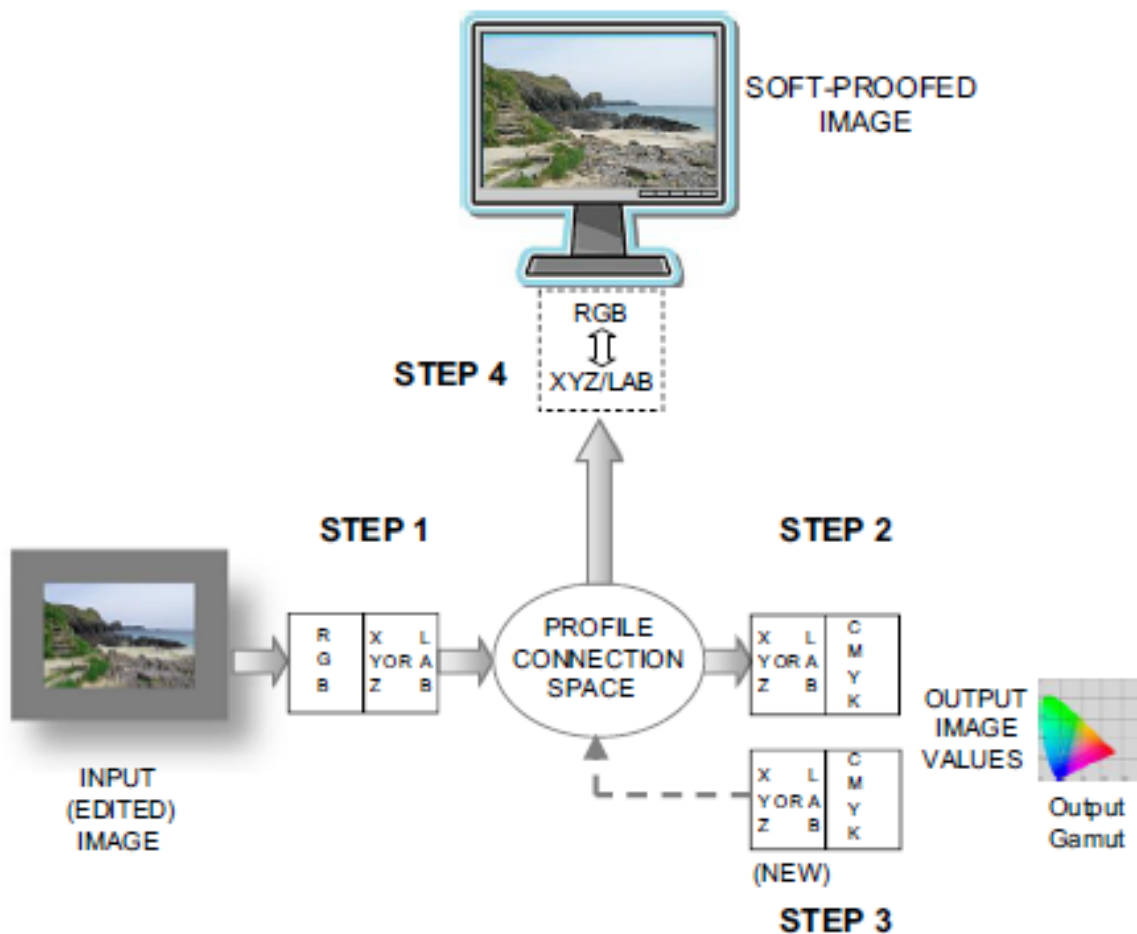 SOFT-PROOFED
IMAGE
RGB
XYZ/LAB
STEP 4
STEP 1
STEP 2
R
G
B
X L
Y OR A
Z B
PROFILE
CONNECTION
SPACE
X L
Y OR A
Z B
C
M
Y
K
OUTPUT
IMAGE
VALUES
INPUT
(EDITED)
IMAGE
X L
Y OR A
Z B
C
M
Y
K
Output
Gamut
(NEW)
STEP 3